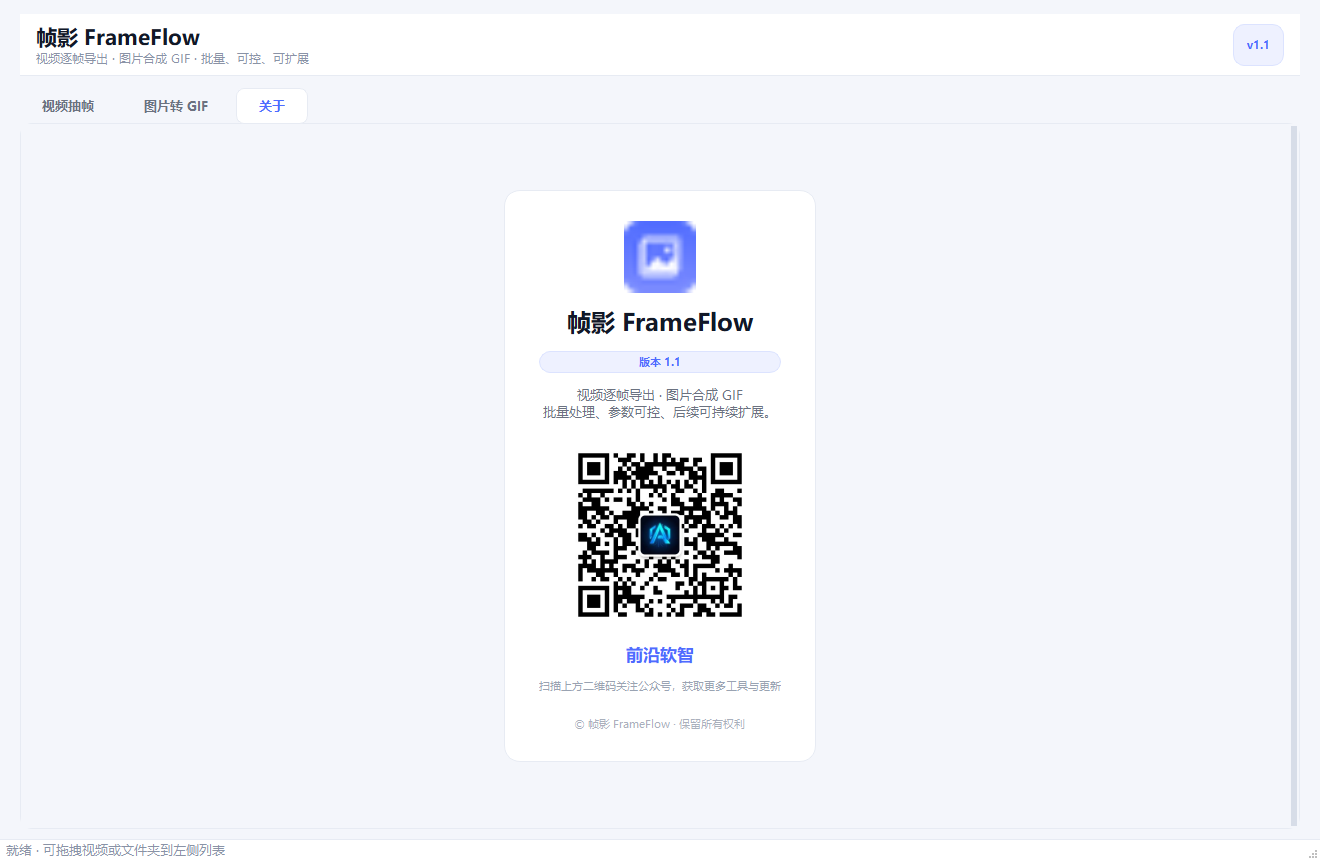 帧影 FrameFlow
视频逐帧导出 · 图片合成 GIF · 批量、可控、可扩展
v1.1
视频抽帧
图片转 GIF
关于
帧影 FrameFlow
版本 1.1
视频逐帧导出 · 图片合成 GIF
批量处理、参数可控、后续可持续扩展。
前沿软智
扫描上方二维码关注公众号，获取更多工具与更新
© 帧影 FrameFlow · 保留所有权利
就绪 · 可拖拽视频或文件夹到左侧列表